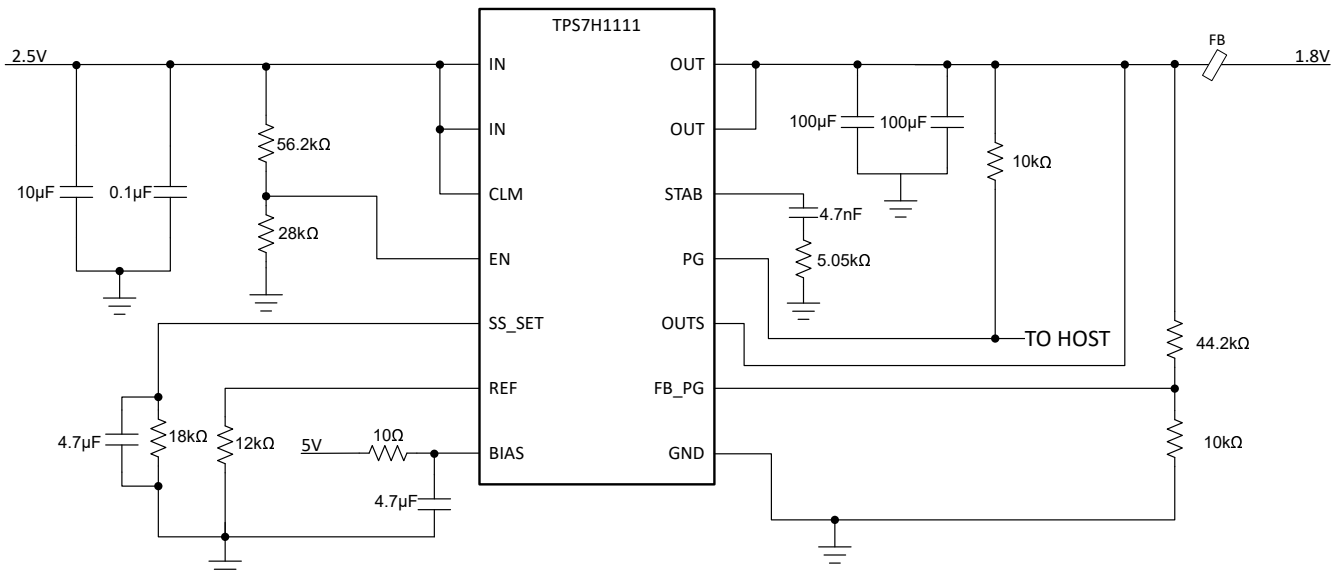 TPS7H1111
2.5V
IN
OUT
FB
1.8V
IN
OUT
56.2kΩ
100µF
100µF
10kΩ
10µF
0.1µF
CLM
STAB
4.7nF
28kΩ
EN
PG
5.05kΩ
SS_SET
OUTS
TO HOST
44.2kΩ
REF
FB_PG
4.7µF
18kΩ
12kΩ
5V
10Ω
BIAS
GND
10kΩ
4.7µF